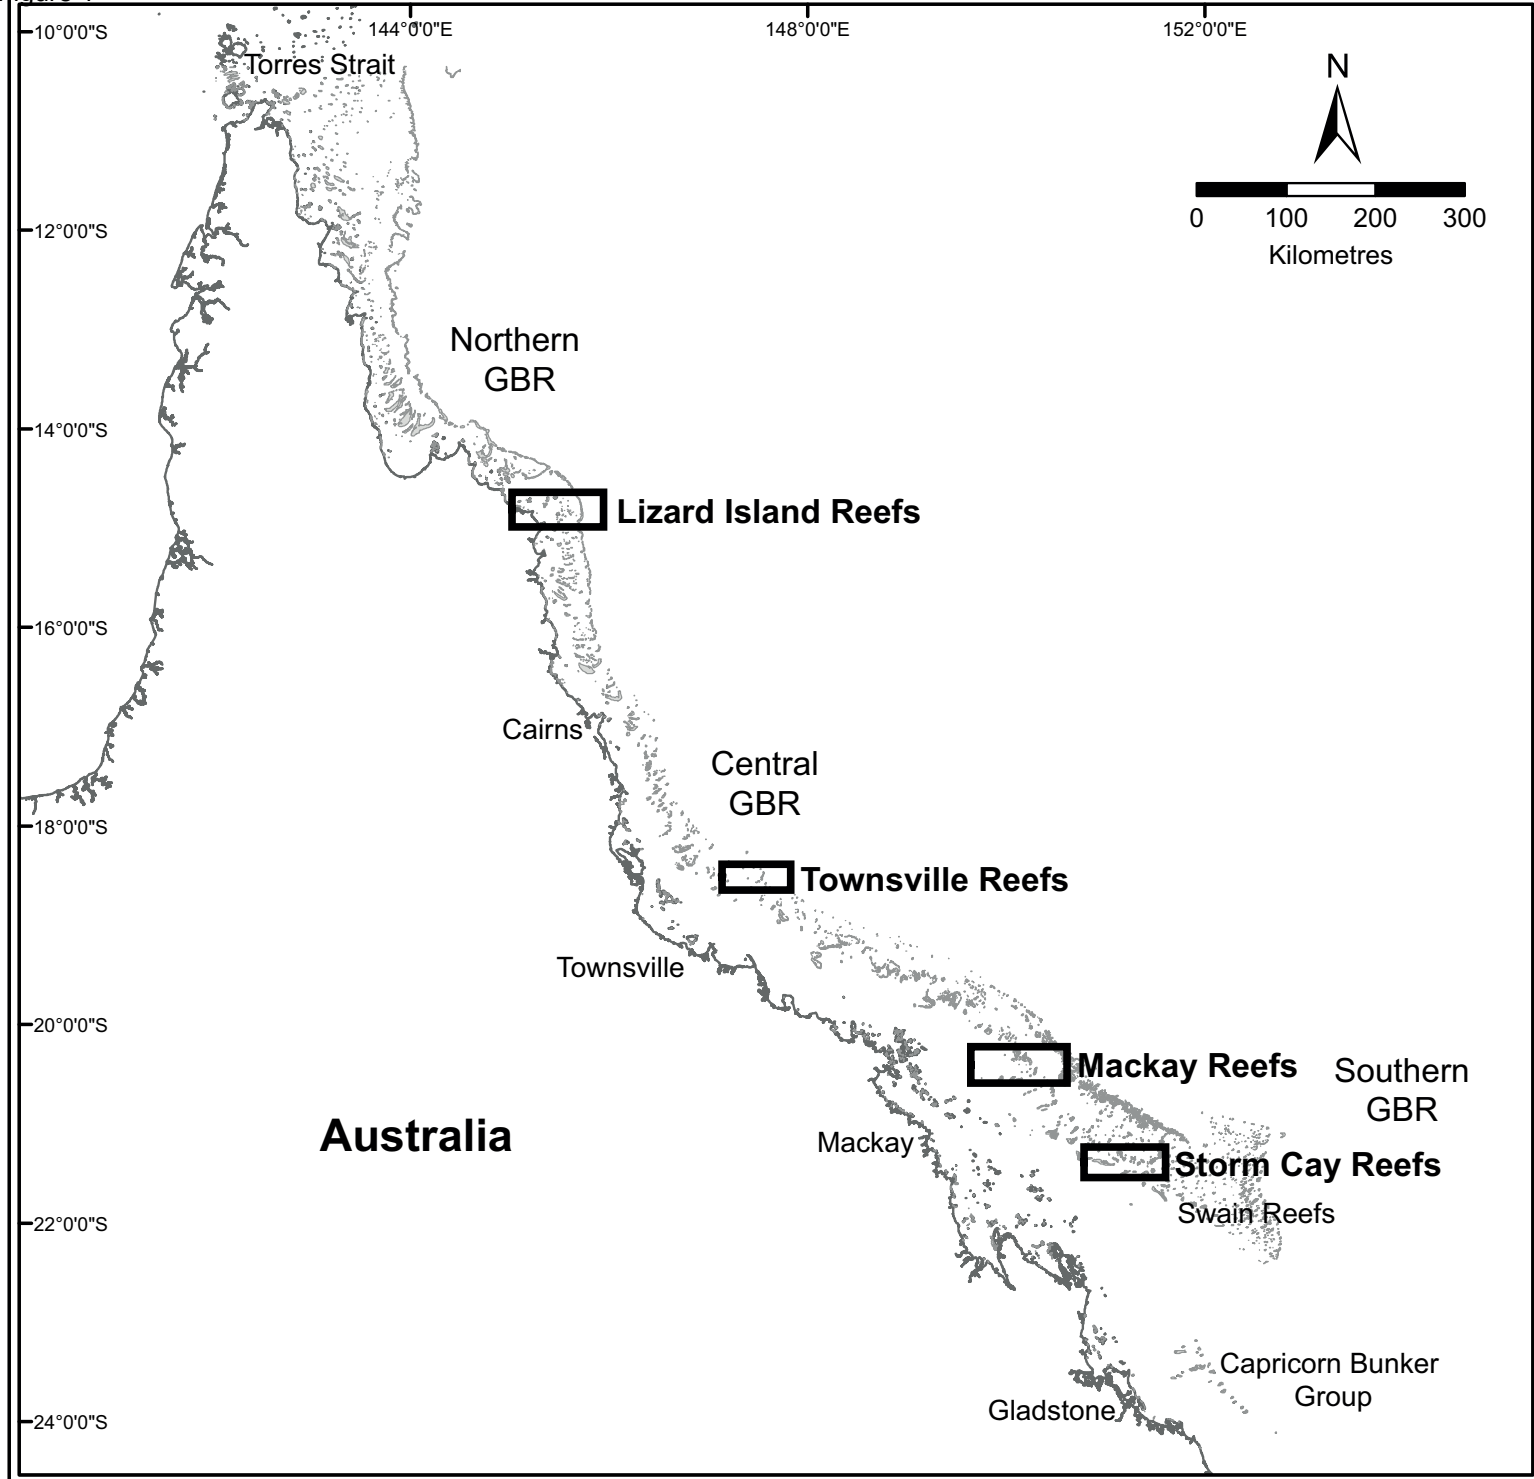 144°0'0"E
148°0'0"E
152°0'0"E
10°0'0"S
Torres Strait
N
0 100 200 300
Kilometres
12°0'0"S
Northern
GBR
14°0'0"S
Lizard Island Reefs
16°0'0"S
Cairns
Central
GBR
18°0'0"S
Townsville Reefs
Townsville
20°0'0"S
Mackay Reefs
Southern
GBR
Australia
Mackay
Storm Cay Reefs
Swain Reefs
22°0'0"S
Capricorn Bunker
Group
Gladstone
24°0'0"S